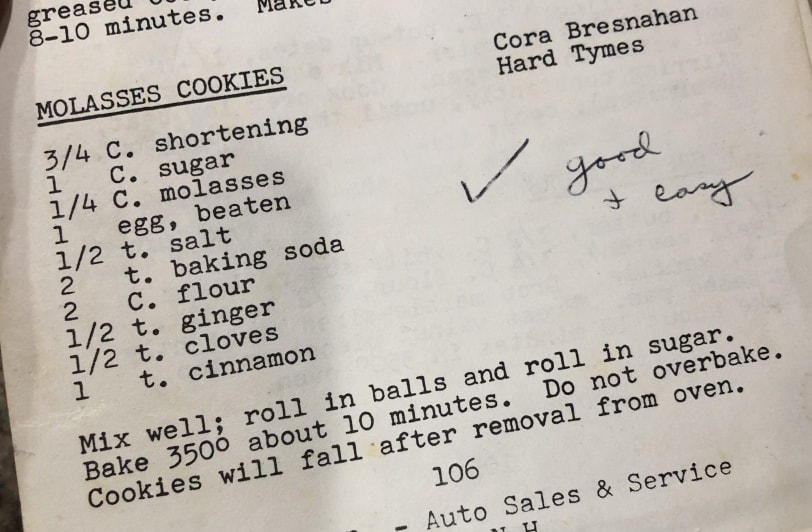 greased
8-10 minutes. Makes
Cora Bresnahan
Hard Tymes
MOLASSES COOKIES
3/4 C. shortening
1 C. sugar
1/4 C. molasses
1 egg, beaten
1/2 t. salt
2 t. baking soda
2 C. flour
1/2 t. ginger
1/2 t. cloves
1 t. cinnamon
✓ good
+ easy
Mix well; roll in balls and roll in sugar.
Bake 350º about 10 minutes. Do not overbake.
Cookies will fall after removal from oven.
106
- Auto Sales & Service
N.H.